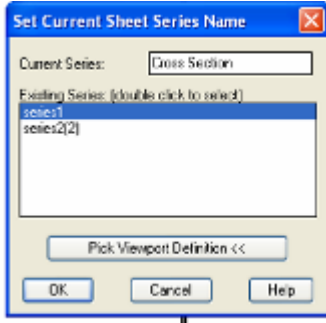 Set Current Sheet Series Name
Current Series: Cross Section
Existing Series: (double click to select)
series1
series2(2)
Pick Viewport Definition <<
OK Cancel Help